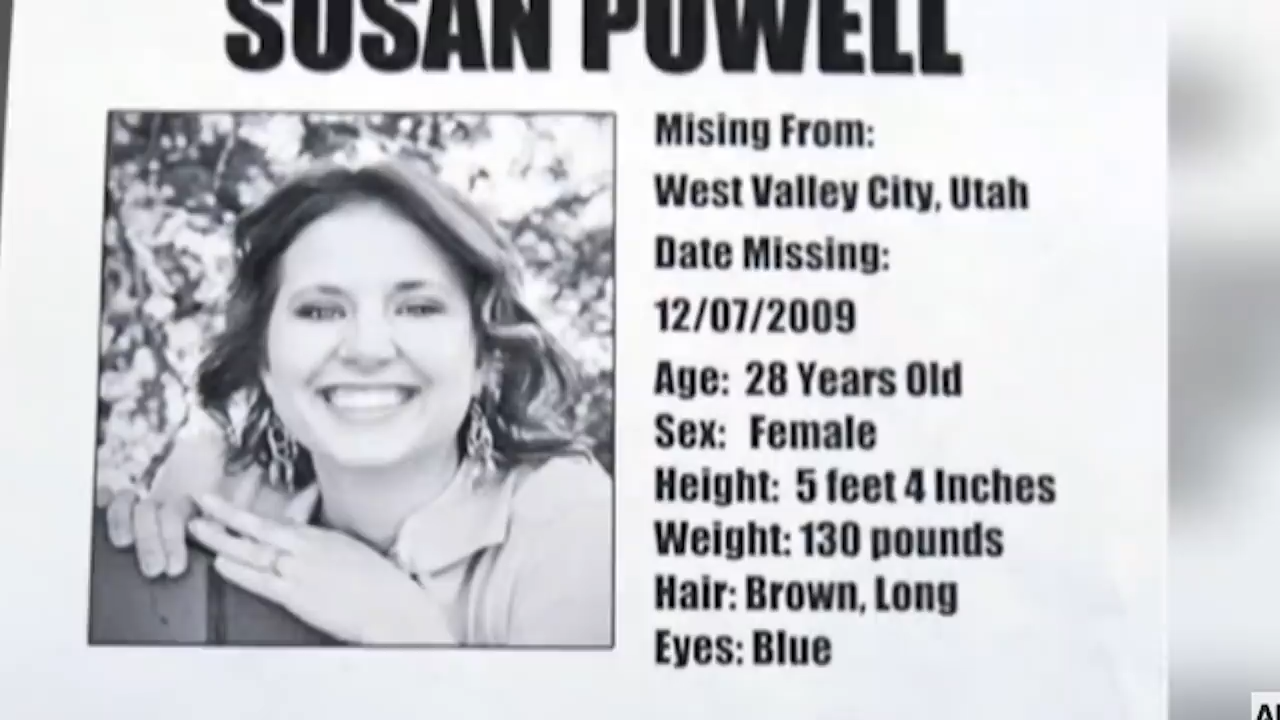 SUSAN POWELL
Mising From:
West Valley City, Utah
Date Missing:
12/07/2009
Age: 28 Years Old
Sex: Female
Height: 5 feet 4 Inches
Weight: 130 pounds
Hair: Brown, Long
Eyes: Blue